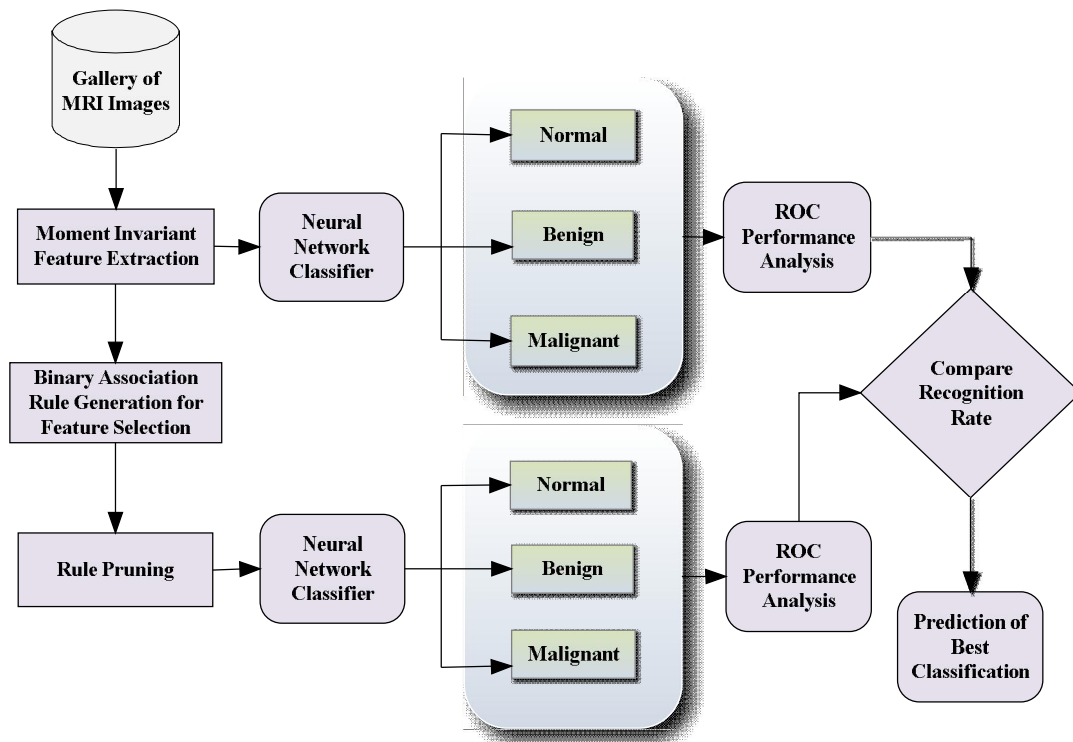 Gallery of
MRI Images
Moment Invariant
Feature Extraction
Neural
Network
Classifier
Normal
Benign
Malignant
ROC
Performance
Analysis
Compare
Recognition
Rate
Binary Association
Rule Generation for
Feature Selection
Rule Pruning
Neural
Network
Classifier
Normal
Benign
Malignant
ROC
Performance
Analysis
Prediction of
Best
Classification